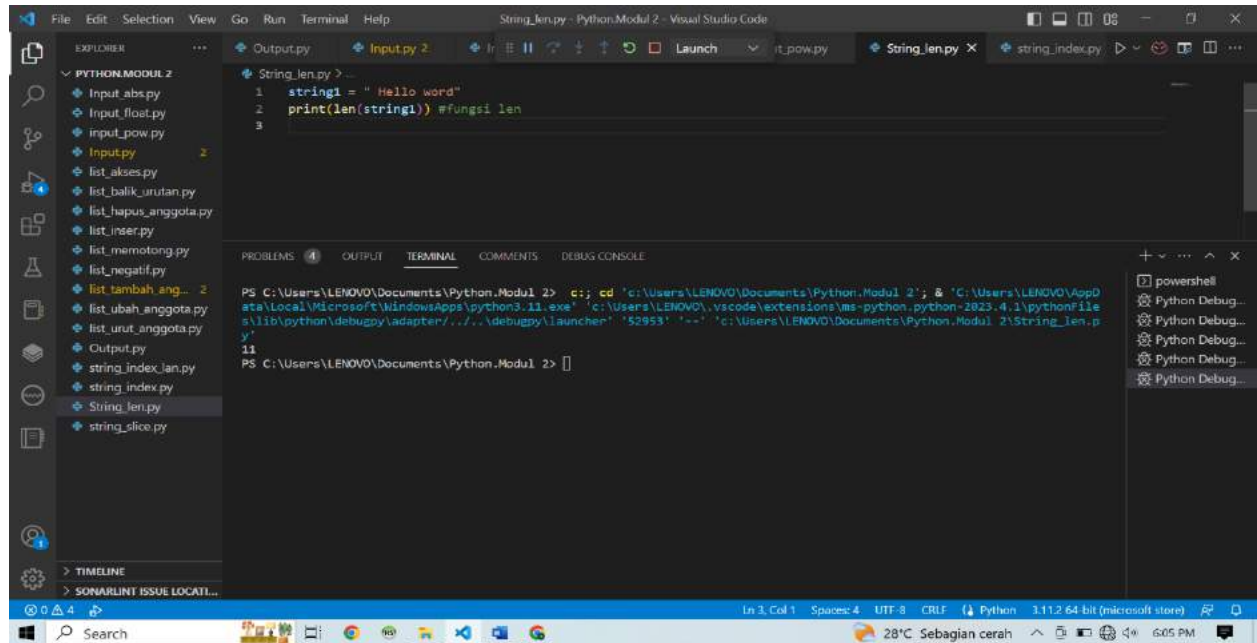 File Edit Selection View Go Run Terminal Help
String_len.py - Python.Modul 2 - Visual Studio Code
EXPLORER
PYTHON.MODUL 2
Input_abs.py
Input_float.py
input_pow.py
Input.py 2
list_akses.py
list_balik_urutan.py
list_hapus_anggota.py
list_inser.py
list_memotong.py
list_negatif.py
list_tambah_ang... 2
list_ubah_anggota.py
list_urut_anggota.py
Output.py
string_index_lan.py
string_index.py
String_len.py
string_slice.py
TIMELINE
SONARLINT ISSUE LOCATI...
Output.py Input.py 2 Launch String_len.py string_index.py
String_len.py > ...
1 string1 = " Hello word"
2 print(len(string1)) #fungsi len
3
PROBLEMS 4 OUTPUT TERMINAL COMMENTS DEBUG CONSOLE
PS C:\Users\LENOVO\Documents\Python.Modul 2> c:; cd 'c:\Users\LENOVO\Documents\Python.Modul 2'; & 'C:\Users\LENOVO\AppD
ata\Local\Microsoft\WindowsApps\python3.11.exe' 'c:\Users\LENOVO\.vscode\extensions\ms-python.python-2023.4.1\pythonFile
s\lib\python\debugpy\adapter/../..\debugpy\launcher' '52953' '--' 'c:\Users\LENOVO\Documents\Python.Modul 2\String_len.p
y'
11
PS C:\Users\LENOVO\Documents\Python.Modul 2>
powershell
Python Debug...
Python Debug...
Python Debug...
Python Debug...
Python Debug...
0 4 Ln 3, Col 1 Spaces: 4 UTF-8 CRLF Python 3.11.2 64-bit (microsoft store)
Search 28°C Sebagian cerah 6:05 PM